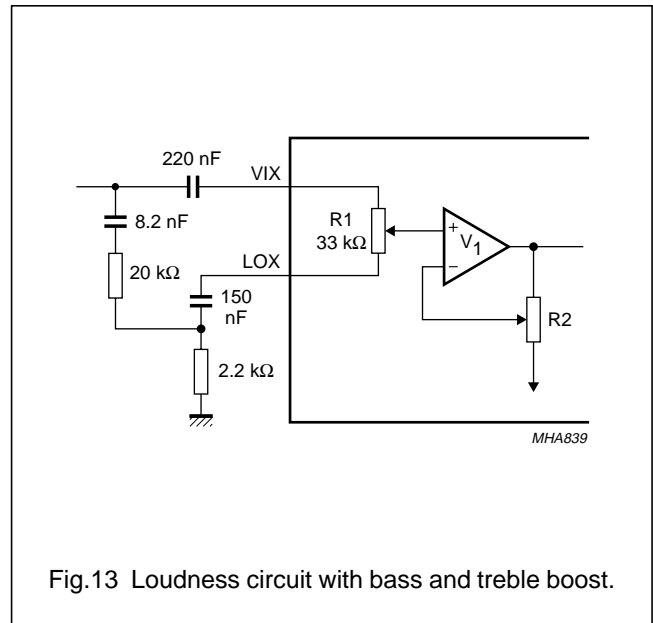 220 nF
VIX
8.2 nF
R1
33 kΩ
+
V1
−
20 kΩ
LOX
150
nF
R2
2.2 kΩ
MHA839
Fig.13 Loudness circuit with bass and treble boost.